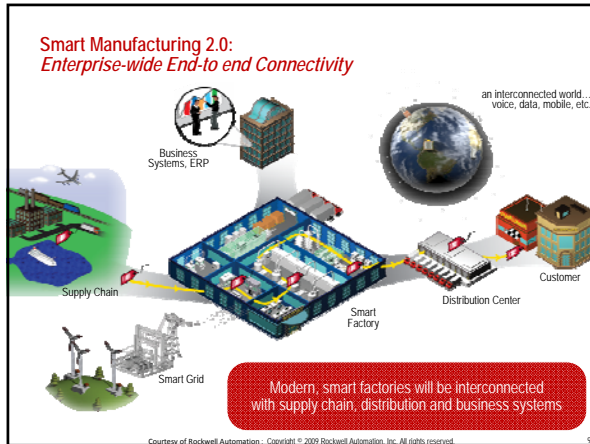 Smart Manufacturing 2.0:
Enterprise-wide End-to end Connectivity
an interconnected world…
voice, data, mobile, etc.
Business
Systems, ERP
Supply Chain
Smart
Factory
Distribution Center
Customer
Smart Grid
Modern, smart factories will be interconnected
with supply chain, distribution and business systems
Courtesy of Rockwell Automation : Copyright © 2009 Rockwell Automation, Inc. All rights reserved.
9